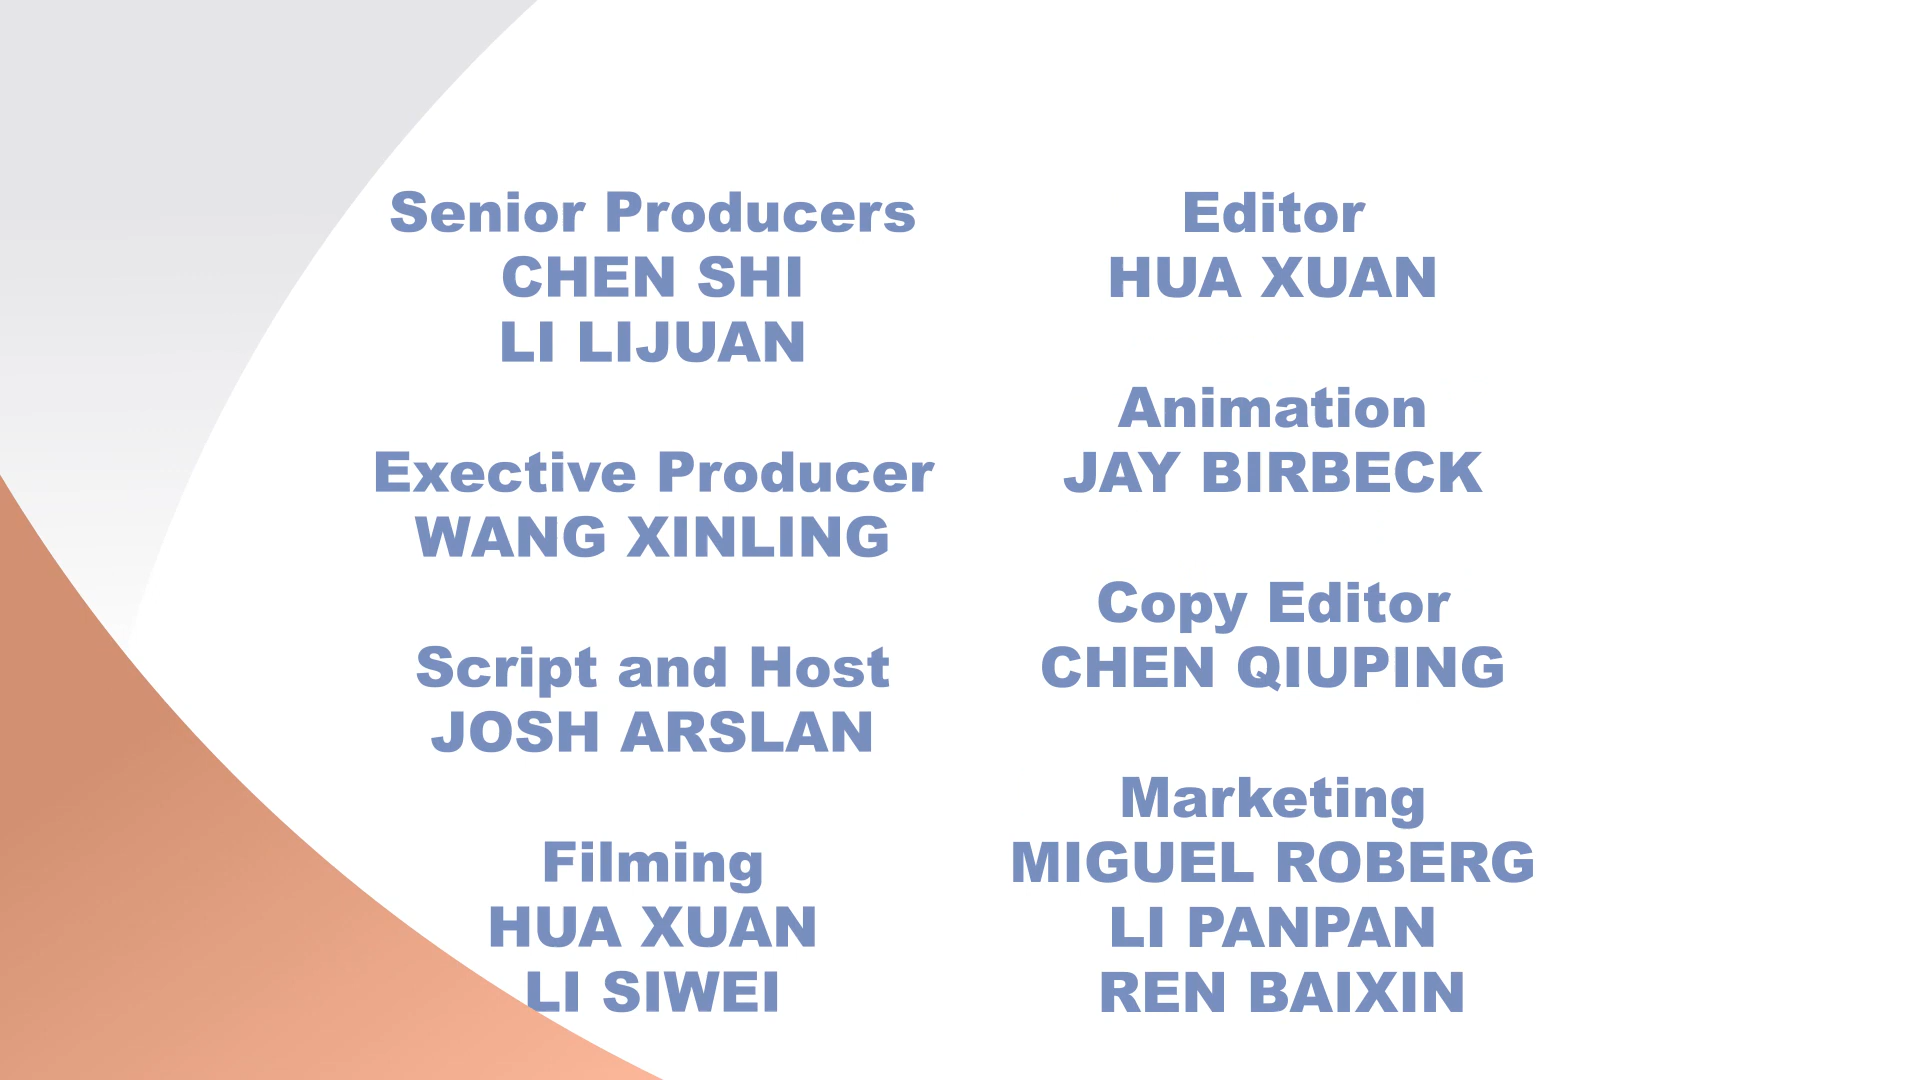 Senior Producers
CHEN SHI
LI LIJUAN
Exective Producer
WANG XINLING
Script and Host
JOSH ARSLAN
Filming
HUA XUAN
LI SIWEI
Editor
HUA XUAN
Animation
JAY BIRBECK
Copy Editor
CHEN QIUPING
Marketing
MIGUEL ROBERG
LI PANPAN
REN BAIXIN